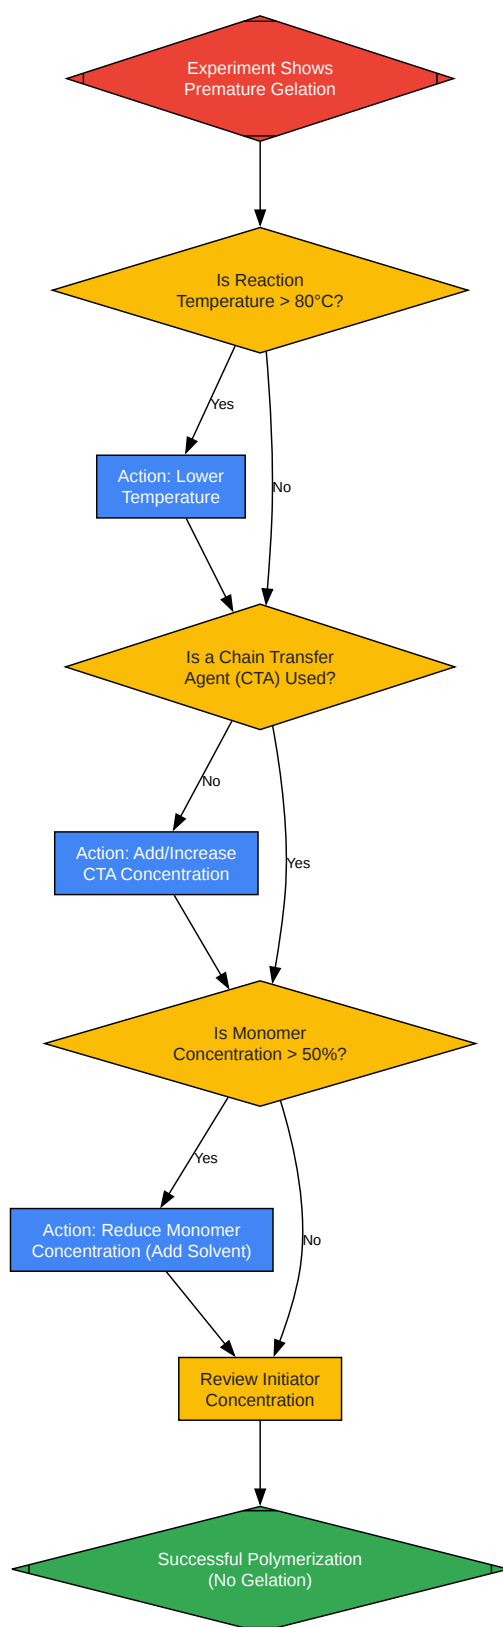 Experiment Shows
Premature Gelation
Is Reaction
Temperature > 80°C?
Yes
Action: Lower
Temperature
No
Is a Chain Transfer
Agent (CTA) Used?
No
Action: Add/Increase
CTA Concentration
Yes
Is Monomer
Concentration > 50%?
Yes
Action: Reduce Monomer
Concentration (Add Solvent)
No
Review Initiator
Concentration
Successful Polymerization
(No Gelation)